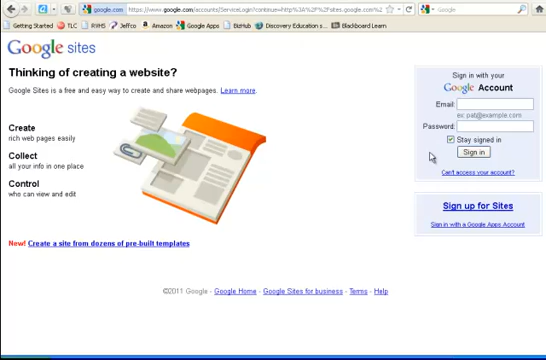 google.com
https://www.google.com/accounts/ServiceLogin?continue=http%3A%2F%2Fsites.google.com%2
Google
Getting Started
TLC
RVHS
Jeffco
Amazon
Google Apps
BizHub
Discovery Education s...
Blackboard Learn
Google sites
Thinking of creating a website?
Google Sites is a free and easy way to create and share webpages. Learn more.
Create
rich web pages easily
Collect
all your info in one place
Control
who can view and edit
New! Create a site from dozens of pre-built templates
Sign in with your
Google Account
Email:
ex: pat@example.com
Password:
Stay signed in
Sign in
Can't access your account?
Sign up for Sites
Sign in with a Google Apps Account
©2011 Google - Google Home - Google Sites for business - Terms - Help